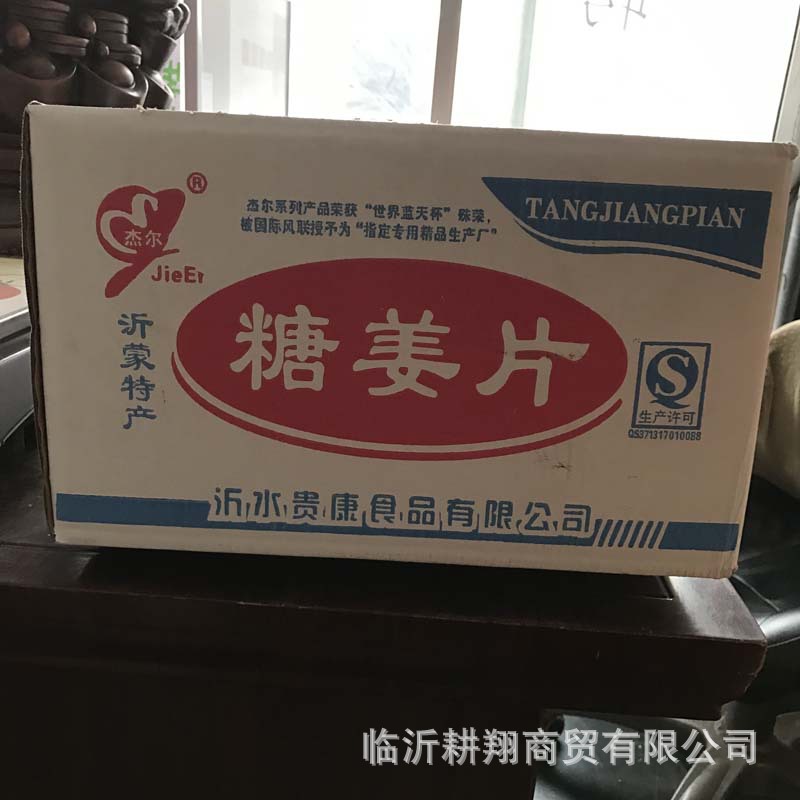 杰尔
®
JieEr
杰尔系列产品荣获“世界蓝天杯”殊荣,
被国际风联授予为“指定专用精品生产厂”
TANGJIANGPIAN
沂蒙特产
糖姜片
生产许可
QS371317010088
沂水贵康食品有限公司
临沂耕翔商贸有限公司